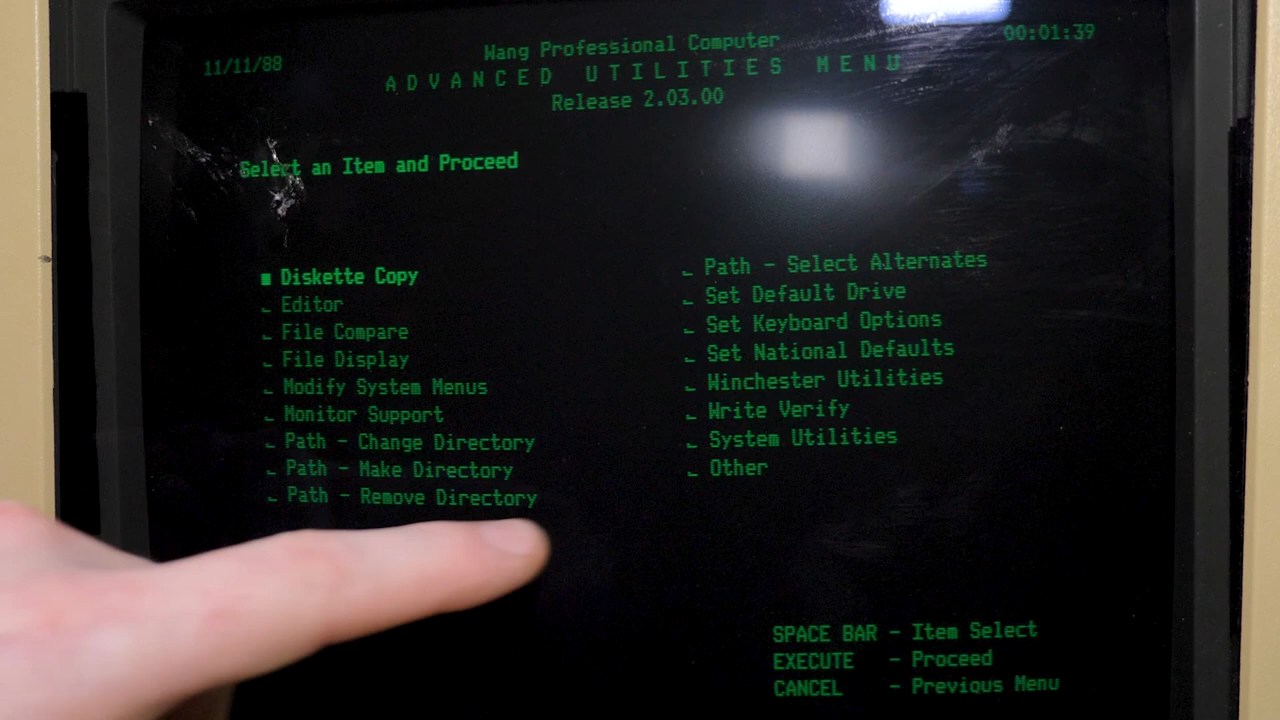 11/11/88
Wang Professional Computer
00:01:39
ADVANCED UTILITIES MENU
Release 2.03.00
Select an Item and Proceed
Diskette Copy
Editor
File Compare
File Display
Modify System Menus
Monitor Support
Path - Change Directory
Path - Make Directory
Path - Remove Directory
Path - Select Alternates
Set Default Drive
Set Keyboard Options
Set National Defaults
Winchester Utilities
Write Verify
System Utilities
Other
SPACE BAR - Item Select
EXECUTE - Proceed
CANCEL - Previous Menu